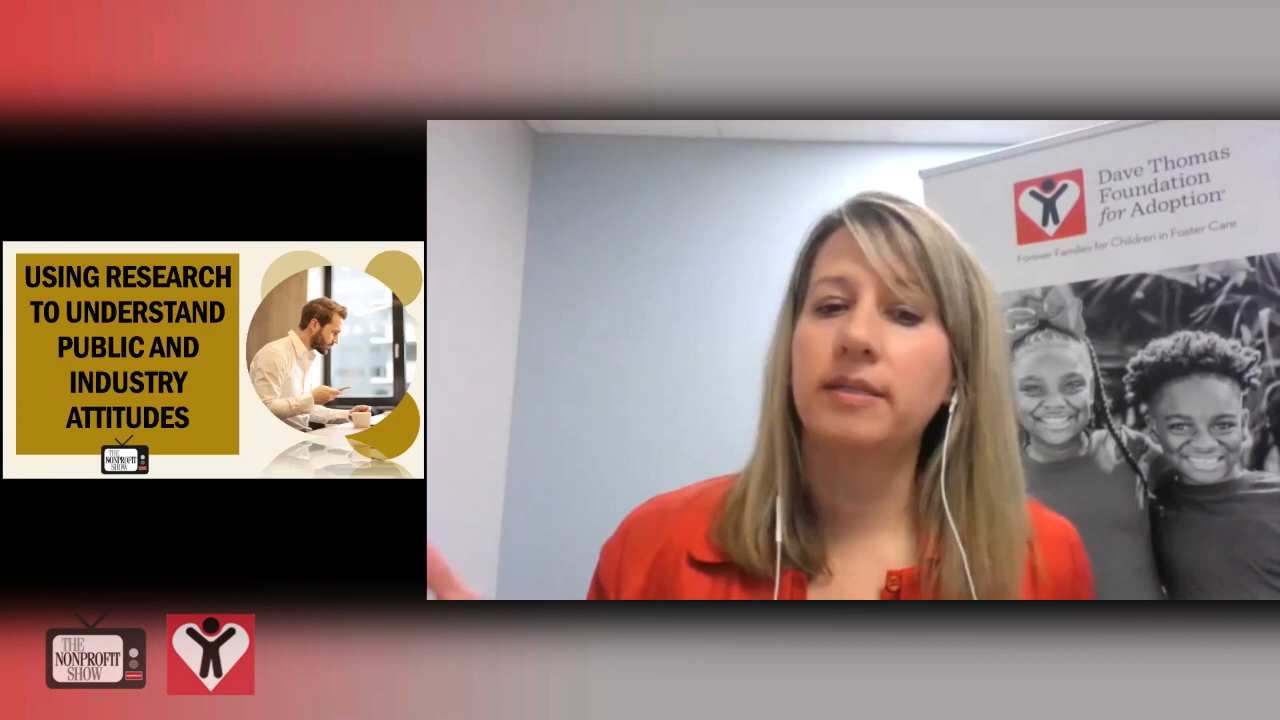 USING RESEARCH
TO UNDERSTAND
PUBLIC AND
INDUSTRY
ATTITUDES
THE
NONPROFIT
SHOW
Dave Thomas
Foundation
for Adoption®
Forever Families for Children in Foster Care
THE
NONPROFIT
SHOW